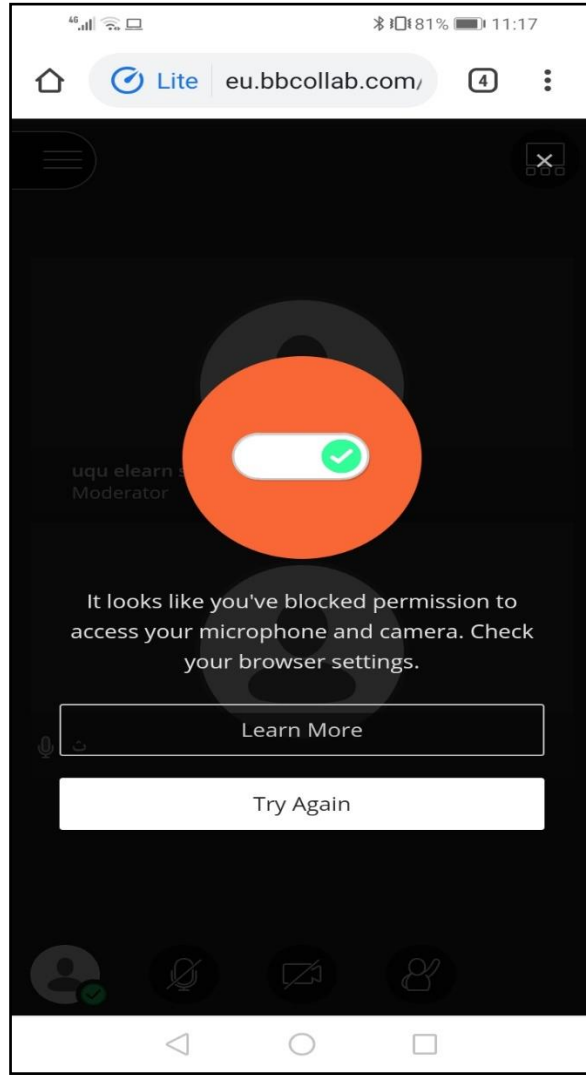 4G 81% 11:17
Lite eu.bbcollab.com/ 4
uqu elearn s
Moderator
It looks like you've blocked permission to
access your microphone and camera. Check
your browser settings.
Learn More
ث
Try Again